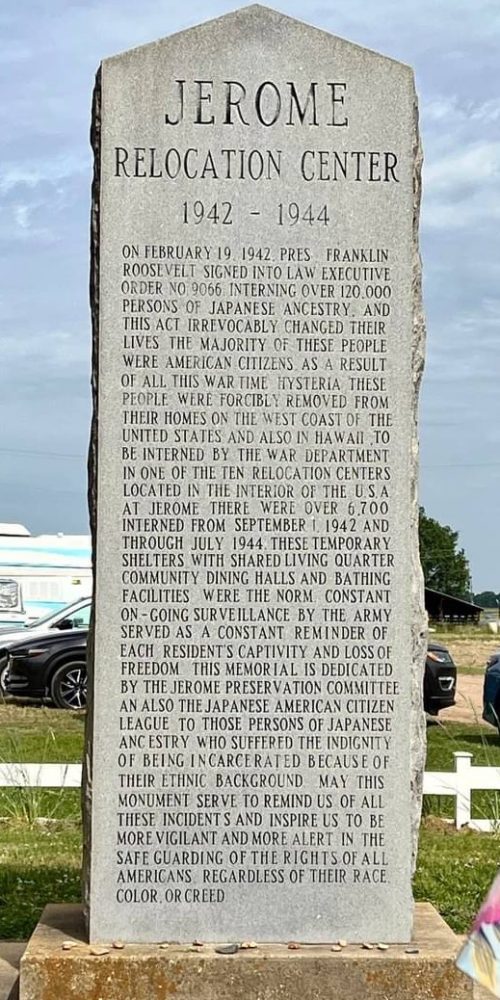 JEROME
RELOCATION CENTER
1942 - 1944
ON FEBRUARY 19, 1942, PRES. FRANKLIN
ROOSEVELT SIGNED INTO LAW EXECUTIVE
ORDER NO. 9066, INTERNING OVER 120,000
PERSONS OF JAPANESE ANCESTRY, AND
THIS ACT IRREVOCABLY CHANGED THEIR
LIVES. THE MAJORITY OF THESE PEOPLE
WERE AMERICAN CITIZENS. AS A RESULT
OF ALL THIS WAR TIME HYSTERIA THESE
PEOPLE WERE FORCIBLY REMOVED FROM
THEIR HOMES ON THE WEST COAST OF THE
UNITED STATES AND ALSO IN HAWAII, TO
BE INTERNED BY THE WAR DEPARTMENT
IN ONE OF THE TEN RELOCATION CENTERS
LOCATED IN THE INTERIOR OF THE U.S.A.
AT JEROME THERE WERE OVER 6,700
INTERNED FROM SEPTEMBER 1, 1942 AND
THROUGH JULY 1944. THESE TEMPORARY
SHELTERS WITH SHARED LIVING QUARTER
COMMUNITY DINING HALLS AND BATHING
FACILITIES WERE THE NORM. CONSTANT
ON-GOING SURVEILLANCE BY THE ARMY
SERVED AS A CONSTANT REMINDER OF
EACH RESIDENT'S CAPTIVITY AND LOSS OF
FREEDOM. THIS MEMORIAL IS DEDICATED
BY THE JEROME PRESERVATION COMMITTEE
AN ALSO THE JAPANESE AMERICAN CITIZEN
LEAGUE TO THOSE PERSONS OF JAPANESE
ANCESTRY WHO SUFFERED THE INDIGNITY
OF BEING INCARCERATED BECAUSE OF
THEIR ETHNIC BACKGROUND. MAY THIS
MONUMENT SERVE TO REMIND US OF ALL
THESE INCIDENTS AND INSPIRE US TO BE
MORE VIGILANT AND MORE ALERT IN THE
SAFE GUARDING OF THE RIGHTS OF ALL
AMERICANS, REGARDLESS OF THEIR RACE,
COLOR, OR CREED.